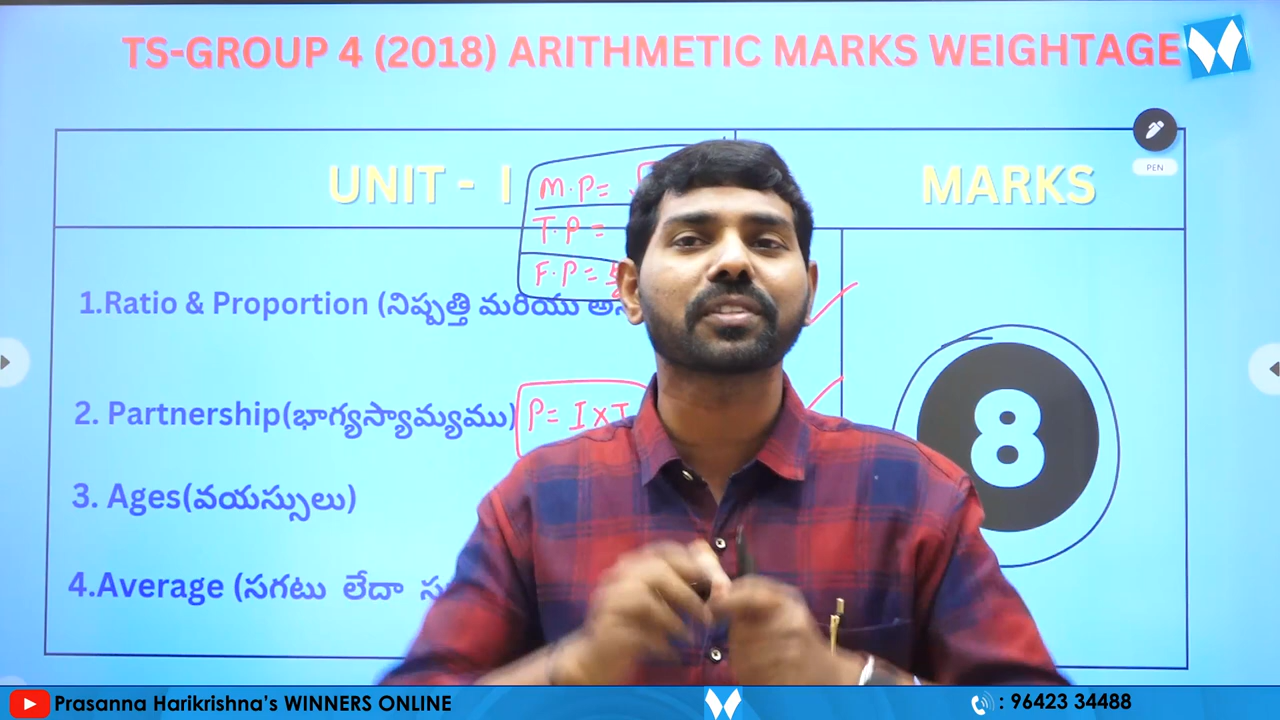 TS-GROUP 4 (2018) ARITHMETIC MARKS WEIGHTAGE
UNIT - I
MARKS
PEN
M.P=
T.P =
F.P =
1.Ratio & Proportion (నిష్పత్తి మరియు
2. Partnership(భాగ్యస్యామ్యము)
P= I×T
8
3. Ages(వయస్సులు)
4.Average (సగటు లేదా
Prasanna Harikrishna's WINNERS ONLINE
: 96423 34488